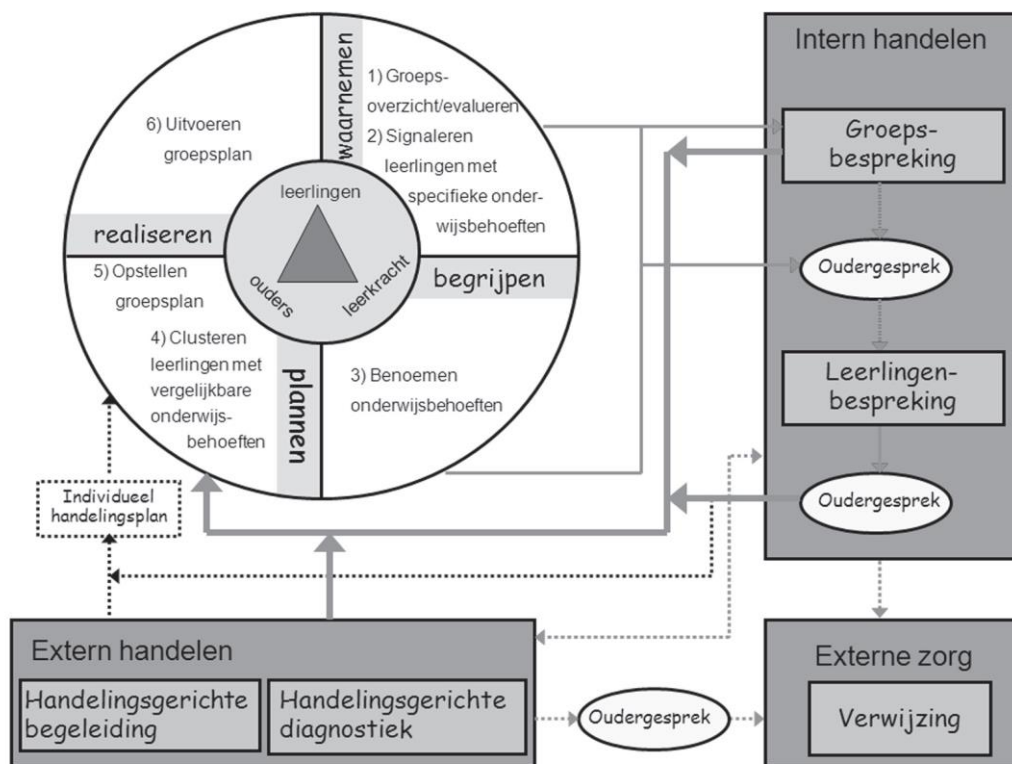 waarnemen
1) Groeps-
overzicht/evalueren
2) Signaleren
leerlingen met
specifieke onder-
wijsbehoeften
begrijpen
3) Benoemen
onderwijsbehoeften
plannen
4) Clusteren
leerlingen met
vergelijkbare
onderwijs-
behoeften
5) Opstellen
groepsplan
realiseren
6) Uitvoeren
groepsplan
leerlingen
ouders
leerkracht
Intern handelen
Groeps-
bespreking
Oudergesprek
Leerlingen-
bespreking
Oudergesprek
Individueel
handelingsplan
Extern handelen
Handelingsgerichte
begeleiding
Handelingsgerichte
diagnostiek
Oudergesprek
Externe zorg
Verwijzing